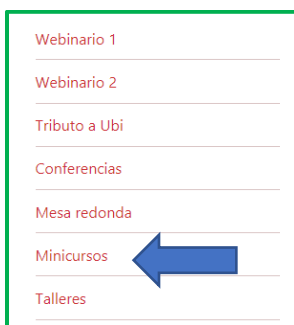 Webinario 1
Webinario 2
Tributo a Ubi
Conferencias
Mesa redonda
Minicursos
Talleres